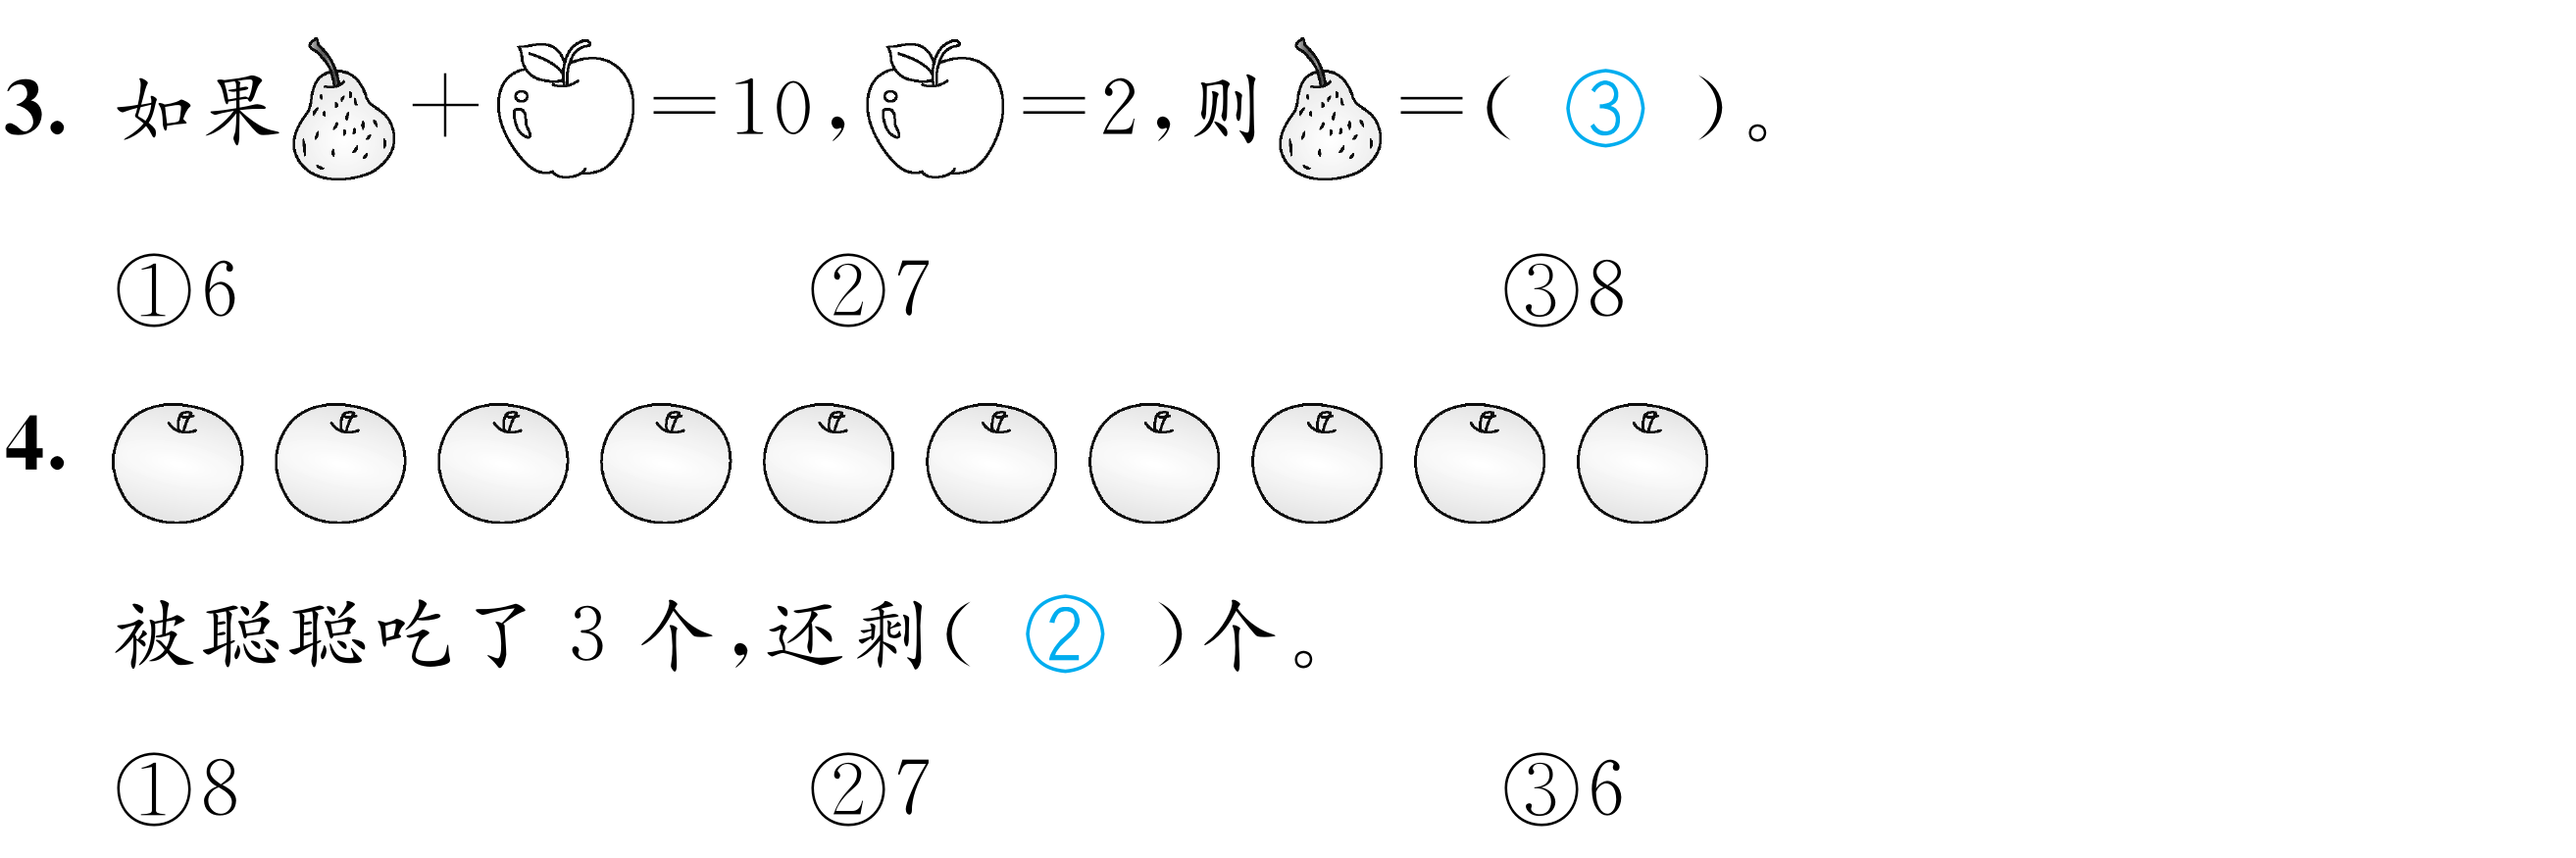 3. 如果+=10,=2,则=( ③ )。
①6 ②7 ③8
4.
被聪聪吃了 3 个,还剩( ② )个。
①8 ②7 ③6